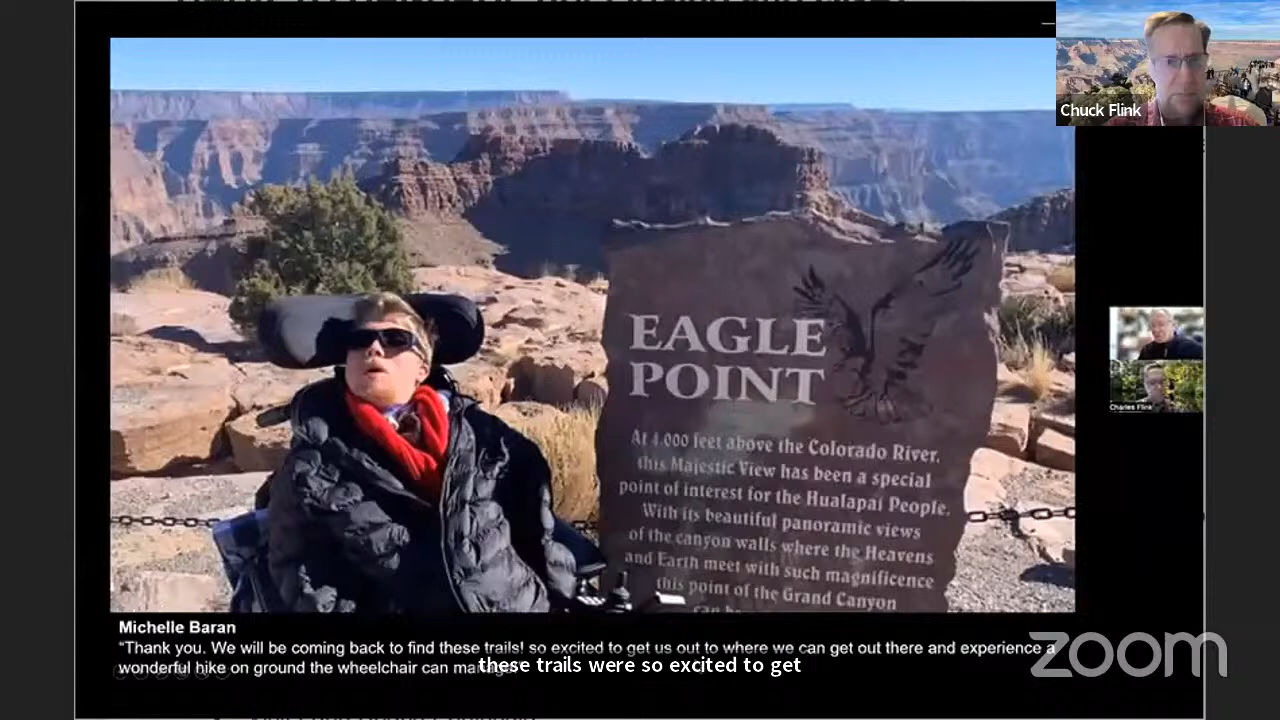 Chuck Flink
EAGLE
POINT
At 4,000 feet above the Colorado River,
this Majestic View has been a special
point of interest for the Hualapai People.
With its beautiful panoramic views
of the canyon walls where the Heavens
and Earth meet with such magnificence
this point of the Grand Canyon
can
Charles Flink
Michelle Baran
"Thank you. We will be coming back to find these trails! so excited to get us out to where we can get out there and experience a
wonderful hike on ground the wheelchair can
these trails were so excited to get
zoom